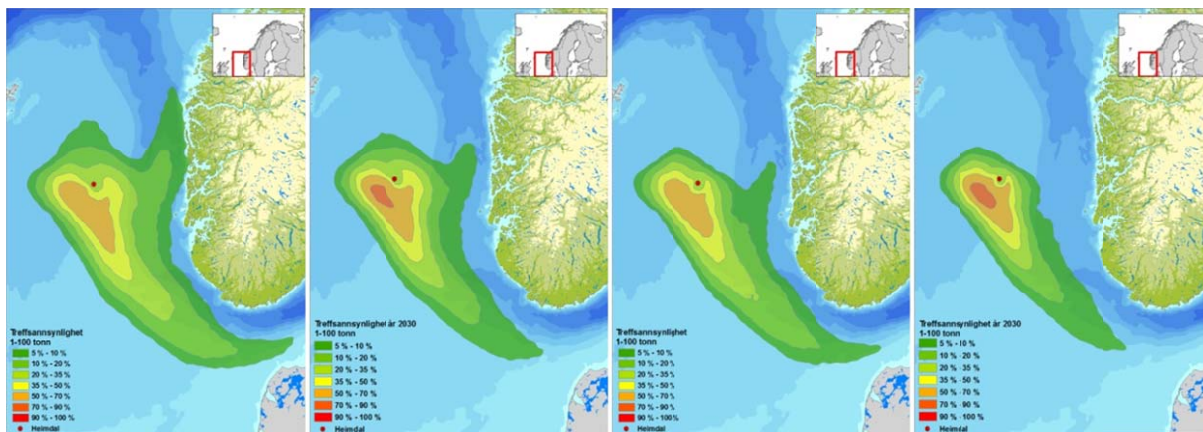 Treffsannsynlighet
1-100 tonn
5 % - 10 %
10 % - 20 %
20 % - 35 %
35 % - 50 %
50 % - 70 %
70 % - 90 %
90 % - 100 %
Heimdal
Treffsannsynlighet år 2030
1-100 tonn
5 % - 10 %
10 % - 20 %
20 % - 35 %
35 % - 50 %
50 % - 70 %
70 % - 90 %
90 % - 100 %
Heimdal
Treffsannsynlighet
1-100 tonn
5 % - 10 %
10 % - 20 %
20 % - 35 %
35 % - 50 %
50 % - 70 %
70 % - 90 %
90 % - 100%
Heimdal
Treffsannsynlighet år 2030
1-100 tonn
5 % - 10 %
10 % - 20 %
20 % - 35 %
35 % - 50 %
50 % - 70 %
70 % - 90 %
90 % - 100 %
Heimdal